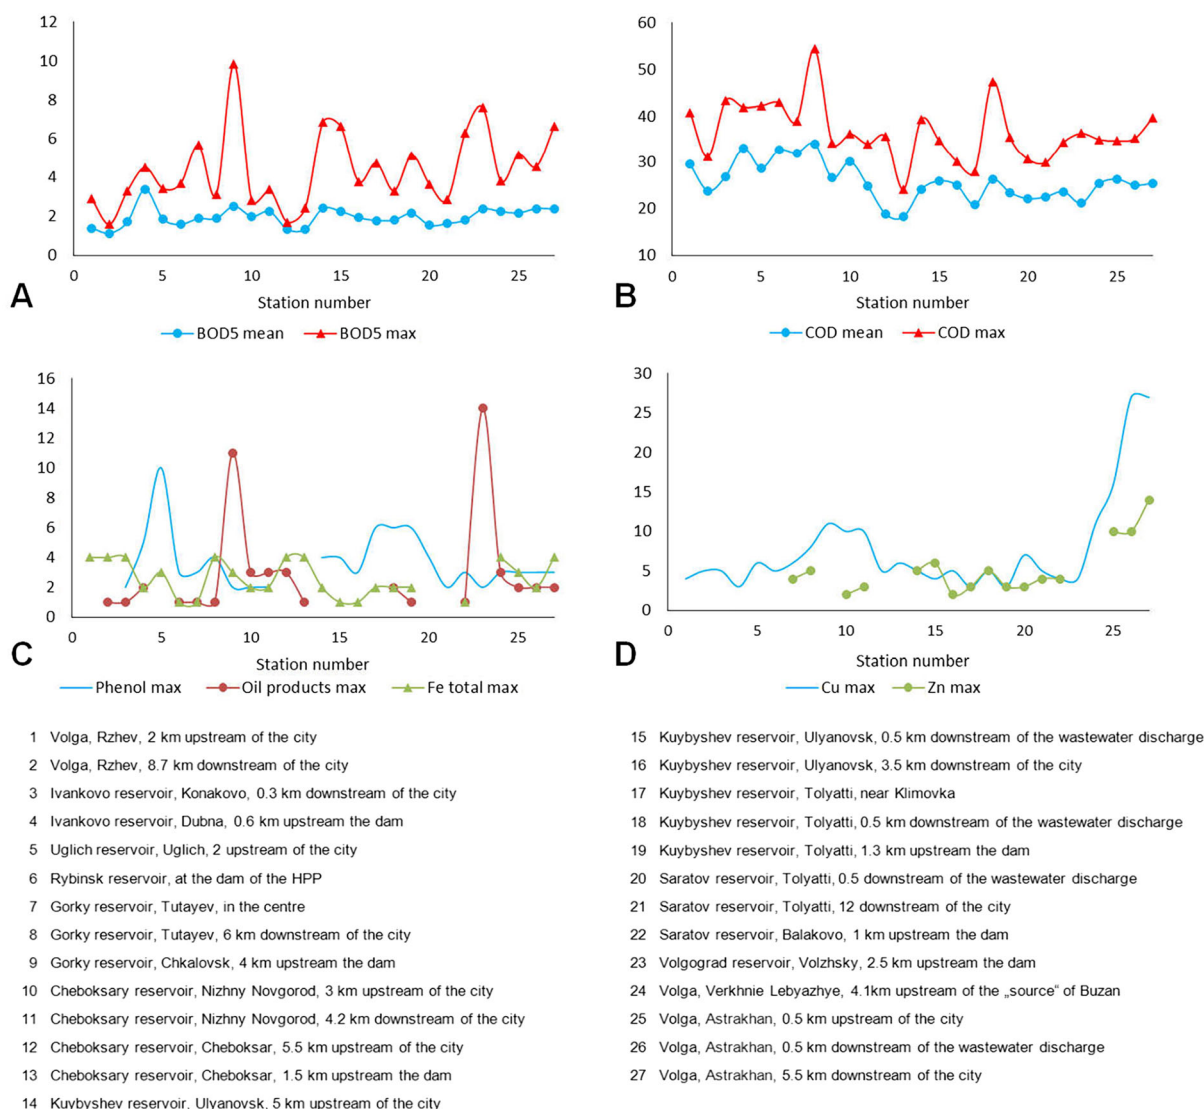 12
10
8
6
4
2
0
0 5 10 15 20 25
Station number
A
BOD5 mean BOD5 max
60
50
40
30
20
10
0 5 10 15 20 25
Station number
B
COD mean COD max
16
14
12
10
8
6
4
2
0
0 5 10 15 20 25
Station number
C
Phenol max Oil products max Fe total max
30
25
20
15
10
5
0
0 5 10 15 20 25
Station number
D
Cu max Zn max
1 Volga, Rzhev, 2 km upstream of the city
2 Volga, Rzhev, 8.7 km downstream of the city
3 Ivankovo reservoir, Konakovo, 0.3 km downstream of the city
4 Ivankovo reservoir, Dubna, 0.6 km upstream the dam
5 Uglich reservoir, Uglich, 2 upstream of the city
6 Rybinsk reservoir, at the dam of the HPP
7 Gorky reservoir, Tutayev, in the centre
8 Gorky reservoir, Tutayev, 6 km downstream of the city
9 Gorky reservoir, Chkalovsk, 4 km upstream the dam
10 Cheboksary reservoir, Nizhny Novgorod, 3 km upstream of the city
11 Cheboksary reservoir, Nizhny Novgorod, 4.2 km downstream of the city
12 Cheboksary reservoir, Cheboksar, 5.5 km upstream of the city
13 Cheboksary reservoir, Cheboksar, 1.5 km upstream the dam
14 Kuybyshev reservoir, Ulyanovsk, 5 km upstream of the city
15 Kuybyshev reservoir, Ulyanovsk, 0.5 km downstream of the wastewater discharge
16 Kuybyshev reservoir, Ulyanovsk, 3.5 km downstream of the city
17 Kuybyshev reservoir, Tolyatti, near Klimovka
18 Kuybyshev reservoir, Tolyatti, 0.5 km downstream of the wastewater discharge
19 Kuybyshev reservoir, Tolyatti, 1.3 km upstream the dam
20 Saratov reservoir, Tolyatti, 0.5 downstream of the wastewater discharge
21 Saratov reservoir, Tolyatti, 12 downstream of the city
22 Saratov reservoir, Balakovo, 1 km upstream the dam
23 Volgograd reservoir, Volzhsky, 2.5 km upstream the dam
24 Volga, Verkhnie Lebyazhye, 4.1km upstream of the „source“ of Buzan
25 Volga, Astrakhan, 0.5 km upstream of the city
26 Volga, Astrakhan, 0.5 km downstream of the wastewater discharge
27 Volga, Astrakhan, 5.5 km downstream of the city